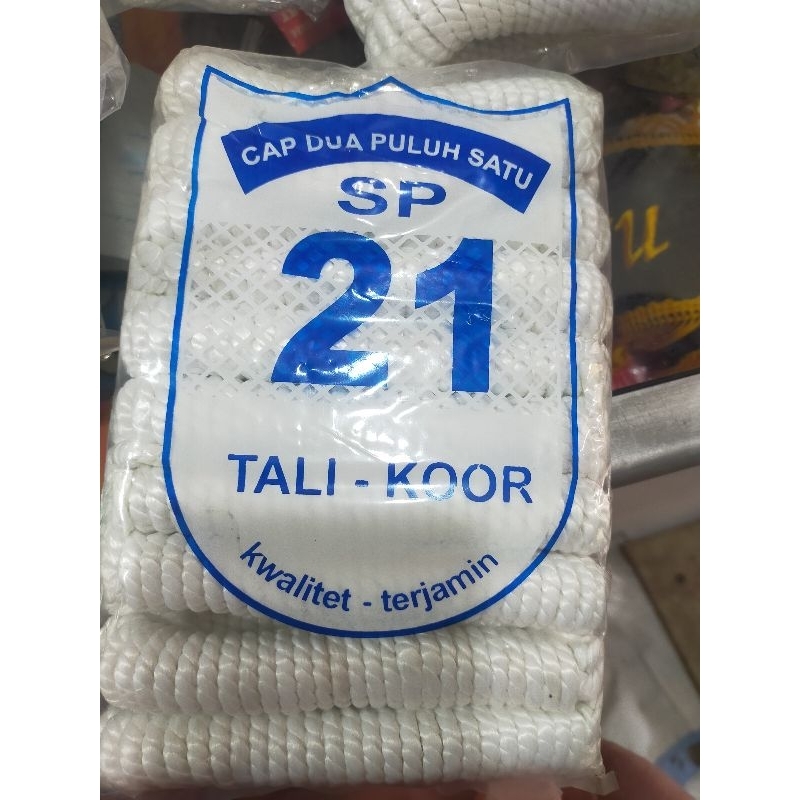 CAP DUA PULUH SATU
SP
21
TALI - KOOR
kwalitet - terjamin